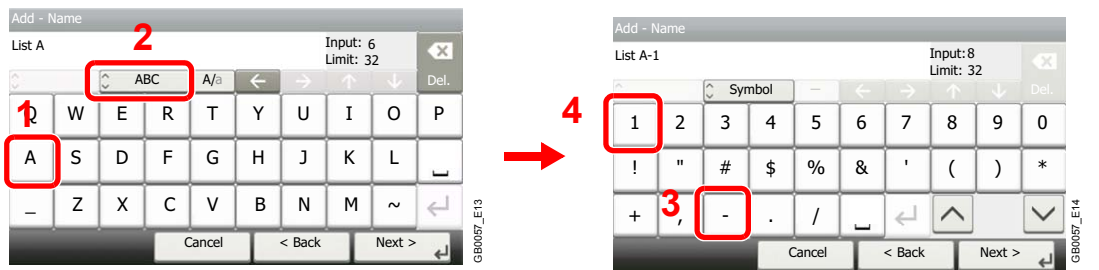 Add - Name
List A
Input: 6
Limit: 32
2
ABC
A/a
←
→
↑
↓
Del.
1
Q W E R T Y U I O P
A S D F G H J K L ⎵
_ Z X C V B N M ~ ↵
Cancel
< Back
Next >
GB0057_E13
Add - Name
List A-1
Input: 8
Limit: 32
Symbol
←
→
↑
↓
Del.
4
1 2 3 4 5 6 7 8 9 0
! " # $ % & ' ( ) *
3
+ , - . / ⎵ ↵
Cancel
< Back
Next >
GB0057_E14